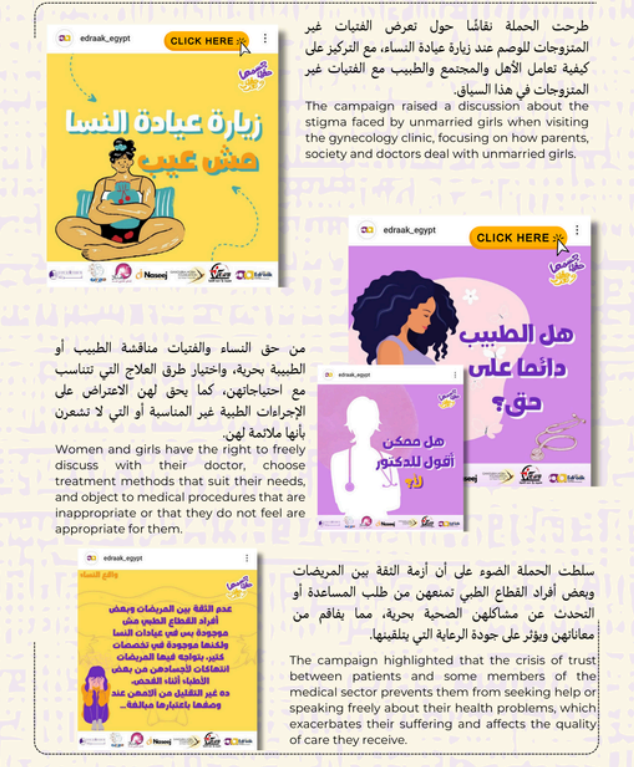 edraak_egypt
CLICK HERE
زيارة عيادة النسا
مش عيب
Naseej
طرحت الحملة نقاشًا حول تعرض الفتيات غير
المتزوجات للوصم عند زيارة عيادة النساء، مع التركيز على
كيفية تعامل الأهل والمجتمع والطبيب مع الفتيات غير
المتزوجات في هذا السياق.
The campaign raised a discussion about the
stigma faced by unmarried girls when visiting
the gynecology clinic, focusing on how parents,
society and doctors deal with unmarried girls.
edraak_egypt
CLICK HERE
هل الطبيب
دائما على
حق؟
من حق النساء والفتيات مناقشة الطبيب أو
الطبيبة بحرية، واختيار طرق العلاج التي تتناسب
مع احتياجاتهن، كما يحق لهن الاعتراض على
الإجراءات الطبية غير المناسبة أو التي لا تشعرن
بأنها ملائمة لهن.
Women and girls have the right to freely
discuss with their doctor, choose
treatment methods that suit their needs,
and object to medical procedures that are
inappropriate or that they do not feel are
appropriate for them.
edraak_egypt
هل ممكن
أقول للدكتور
لأ؟
Naseej
edraak_egypt
واقع النساء
عدم الثقة بين المريضات وبعض
أفراد القطاع الطبي مش
موجودة بس في عيادات النسا
ولكنها موجودة في تخصصات
كتير، بتواجه فيها المريضات
انتهاكات لأجسادهن من بعض
الأطباء أثناء الفحص،
ده غير التقليل من آلامهن عند
وصفها باعتبارها مبالغة...
Naseej
سلطت الحملة الضوء على أن أزمة الثقة بين المريضات
وبعض أفراد القطاع الطبي تمنعهن من طلب المساعدة أو
التحدث عن مشاكلهن الصحية بحرية، مما يفاقم من
معاناتهن ويؤثر على جودة الرعاية التي يتلقينها.
The campaign highlighted that the crisis of trust
between patients and some members of the
medical sector prevents them from seeking help or
speaking freely about their health problems, which
exacerbates their suffering and affects the quality
of care they receive.